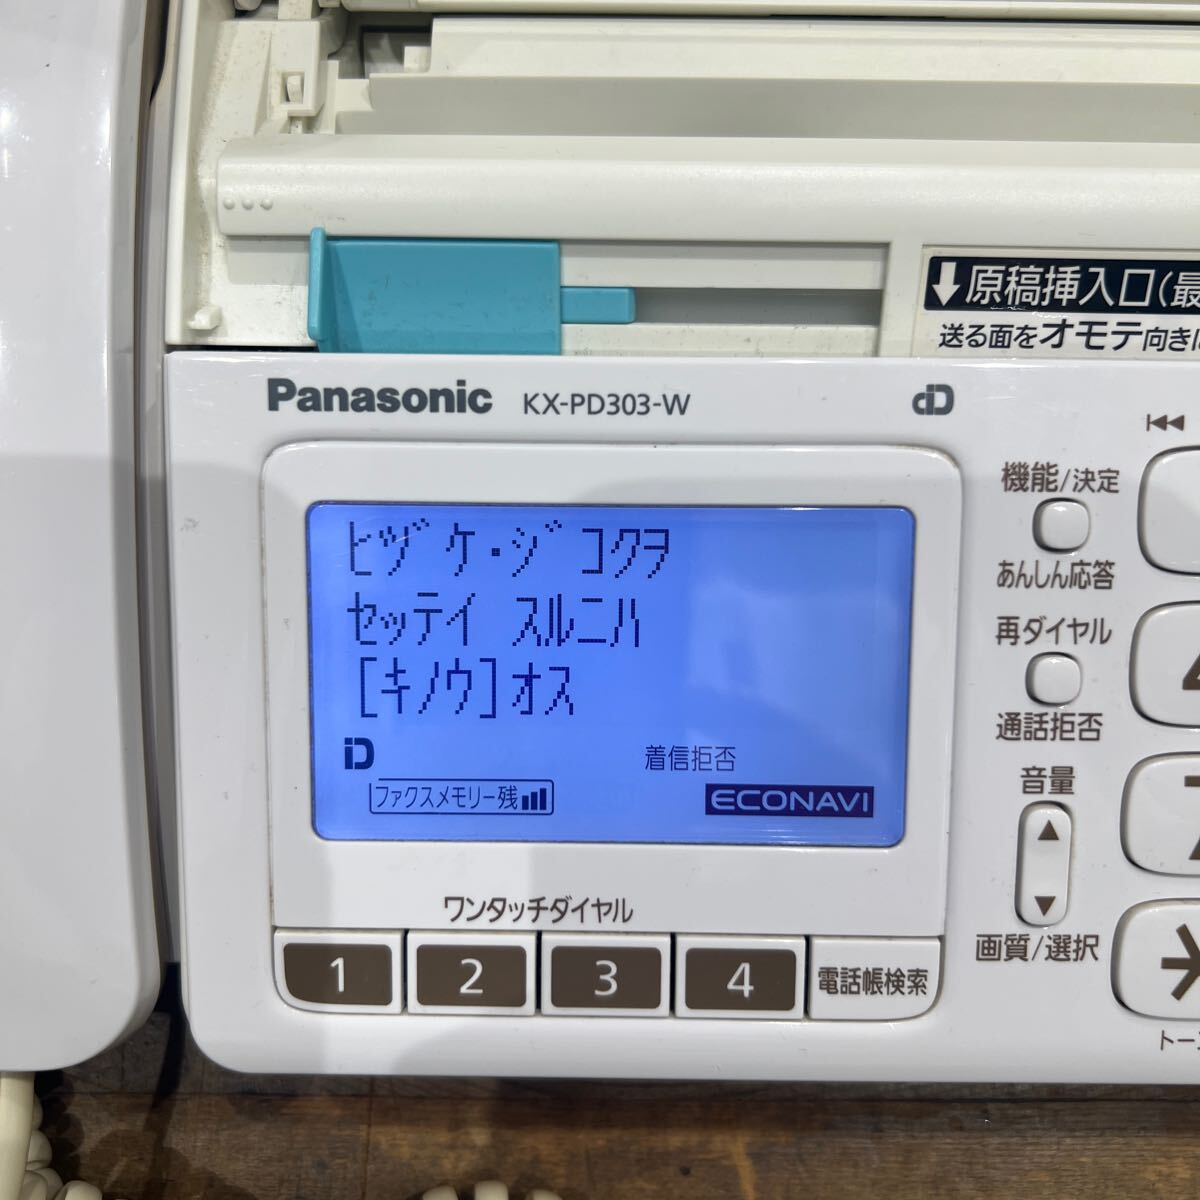 ↓原稿挿入口(最
送る面をオモテ向きに
Panasonic KX-PD303-W
ヒヅケ・ジコクヲ
セッテイ スルニハ
[キノウ]オス
iD 着信拒否
ファクスメモリー残
ECONAVI
ワンタッチダイヤル
1 2 3 4 電話帳検索
機能/決定
あんしん応答
再ダイヤル
通話拒否
音量
画質/選択